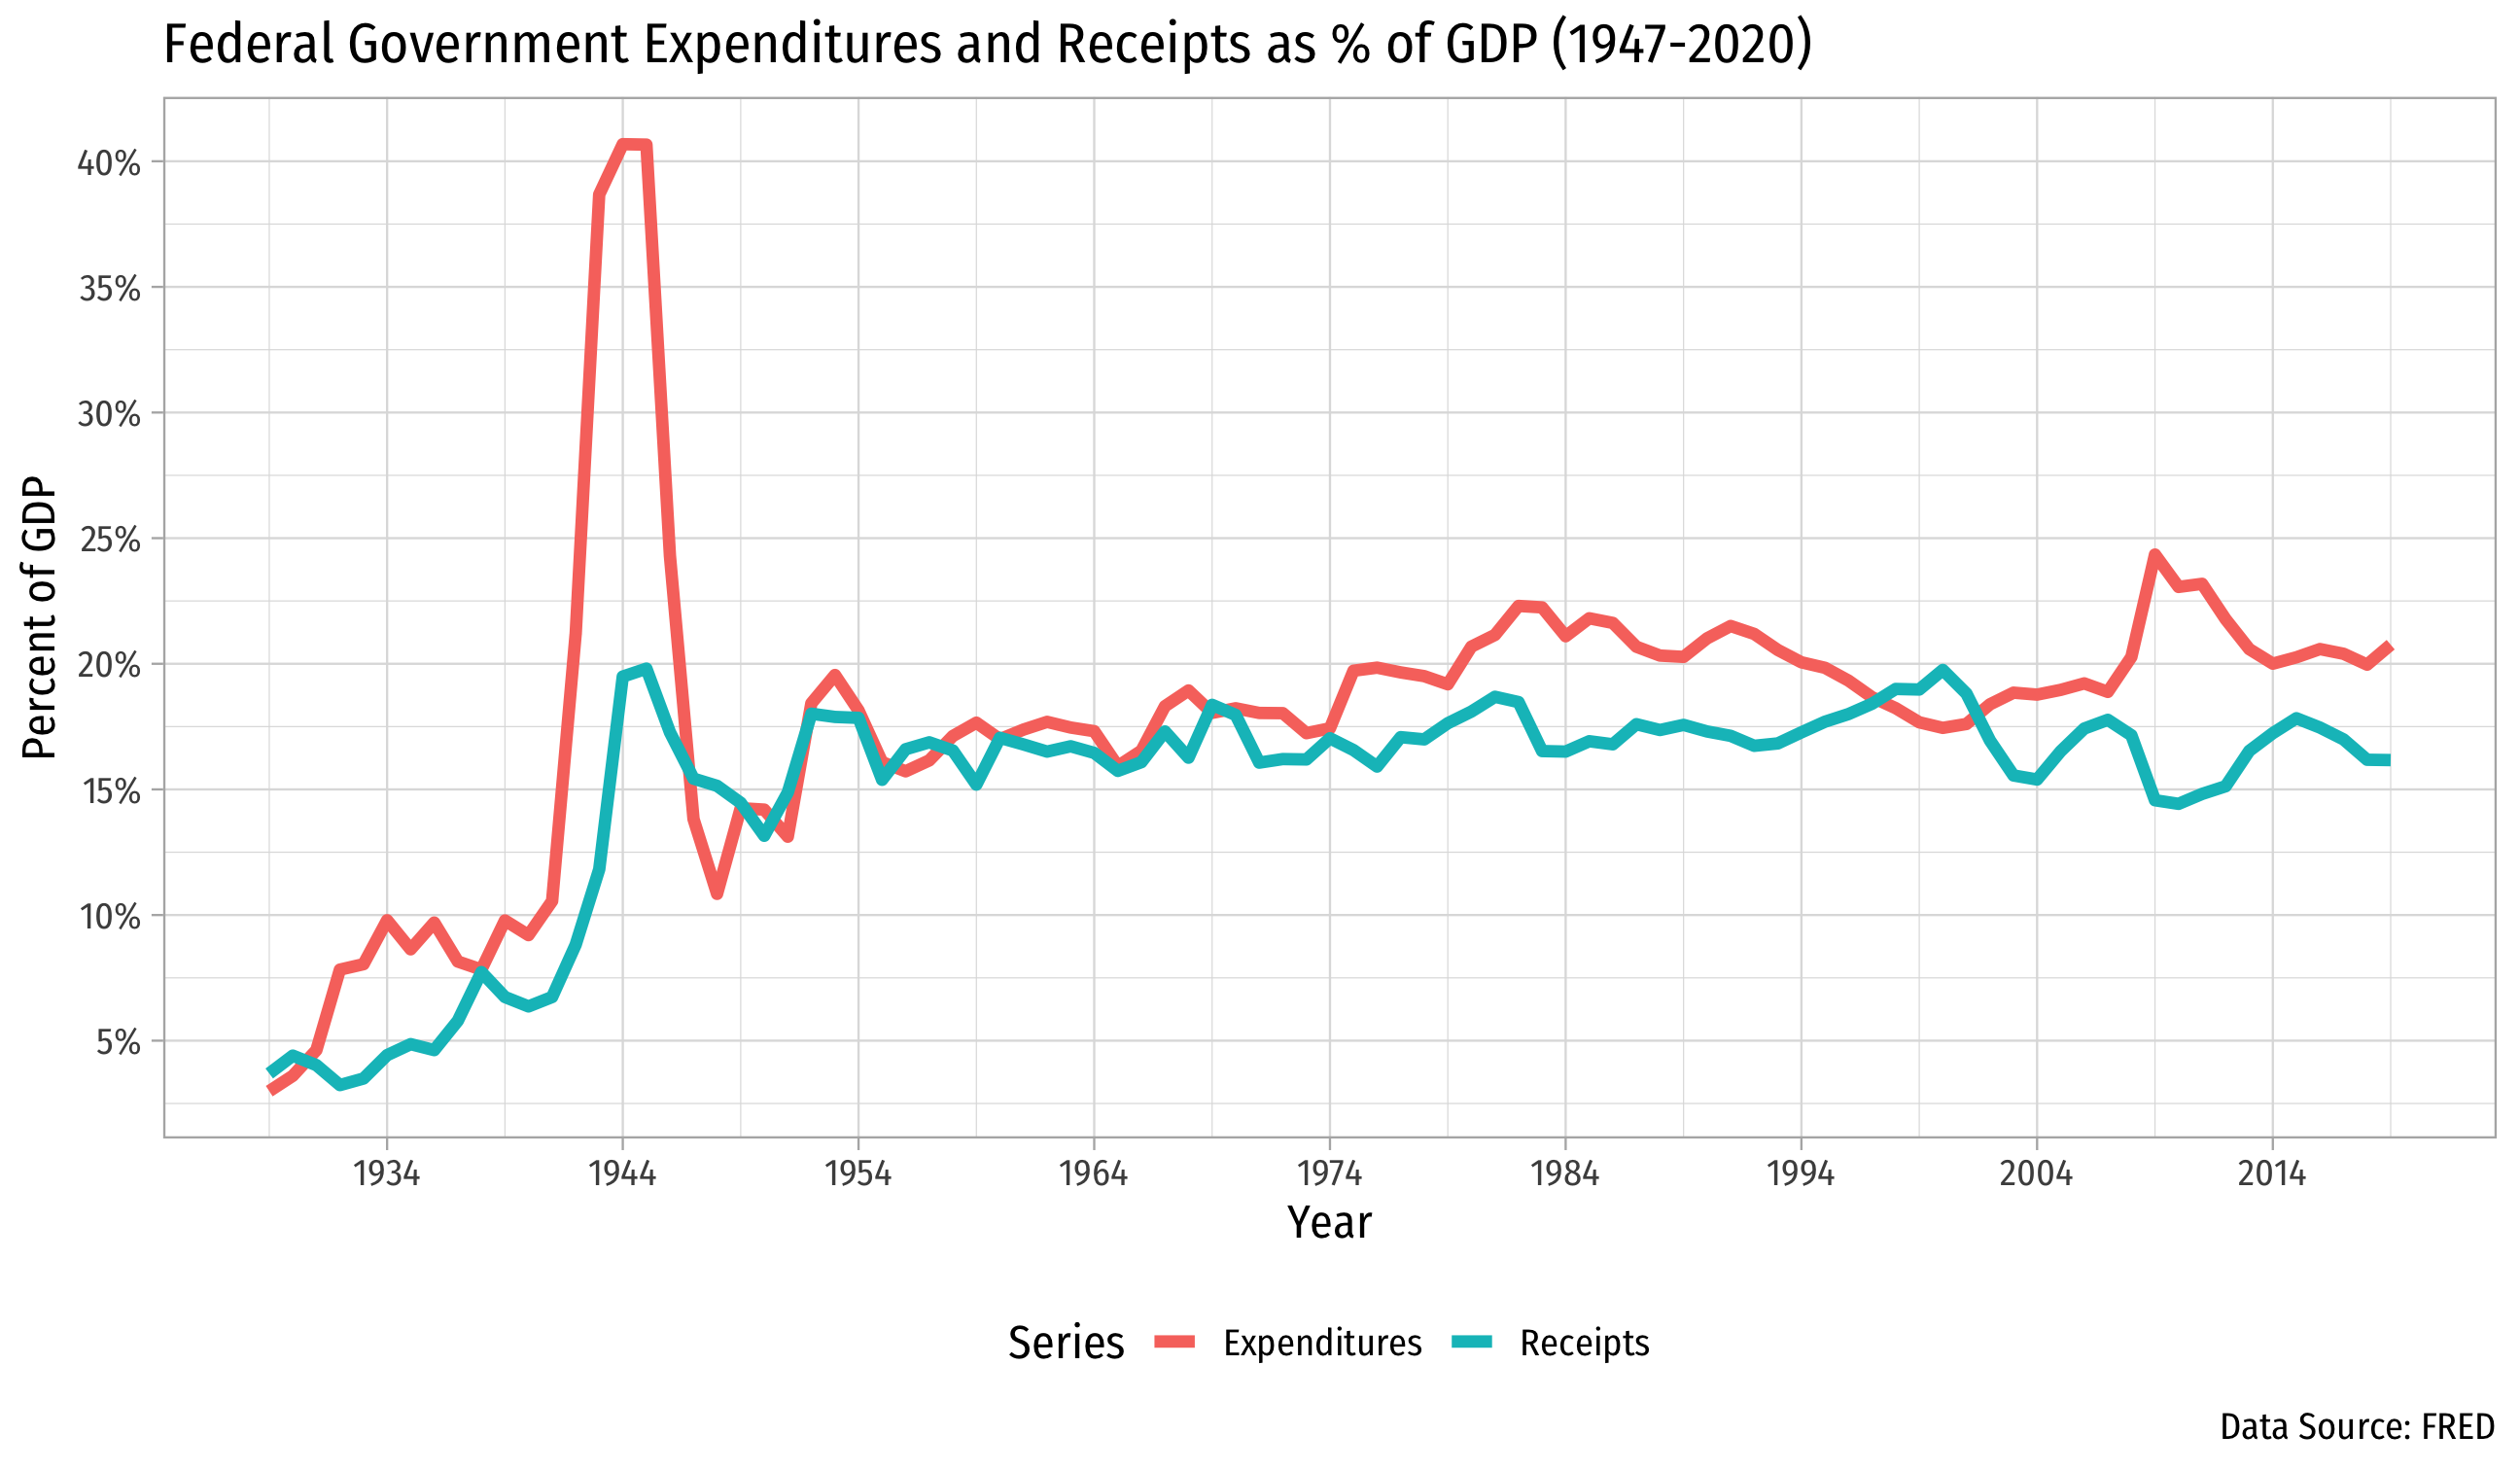 Federal Government Expenditures and Receipts as % of GDP (1947-2020)
Percent of GDP
40%
35%
30%
25%
20%
15%
10%
5%
1934 1944 1954 1964 1974 1984 1994 2004 2014
Year
Series Expenditures Receipts
Data Source: FRED